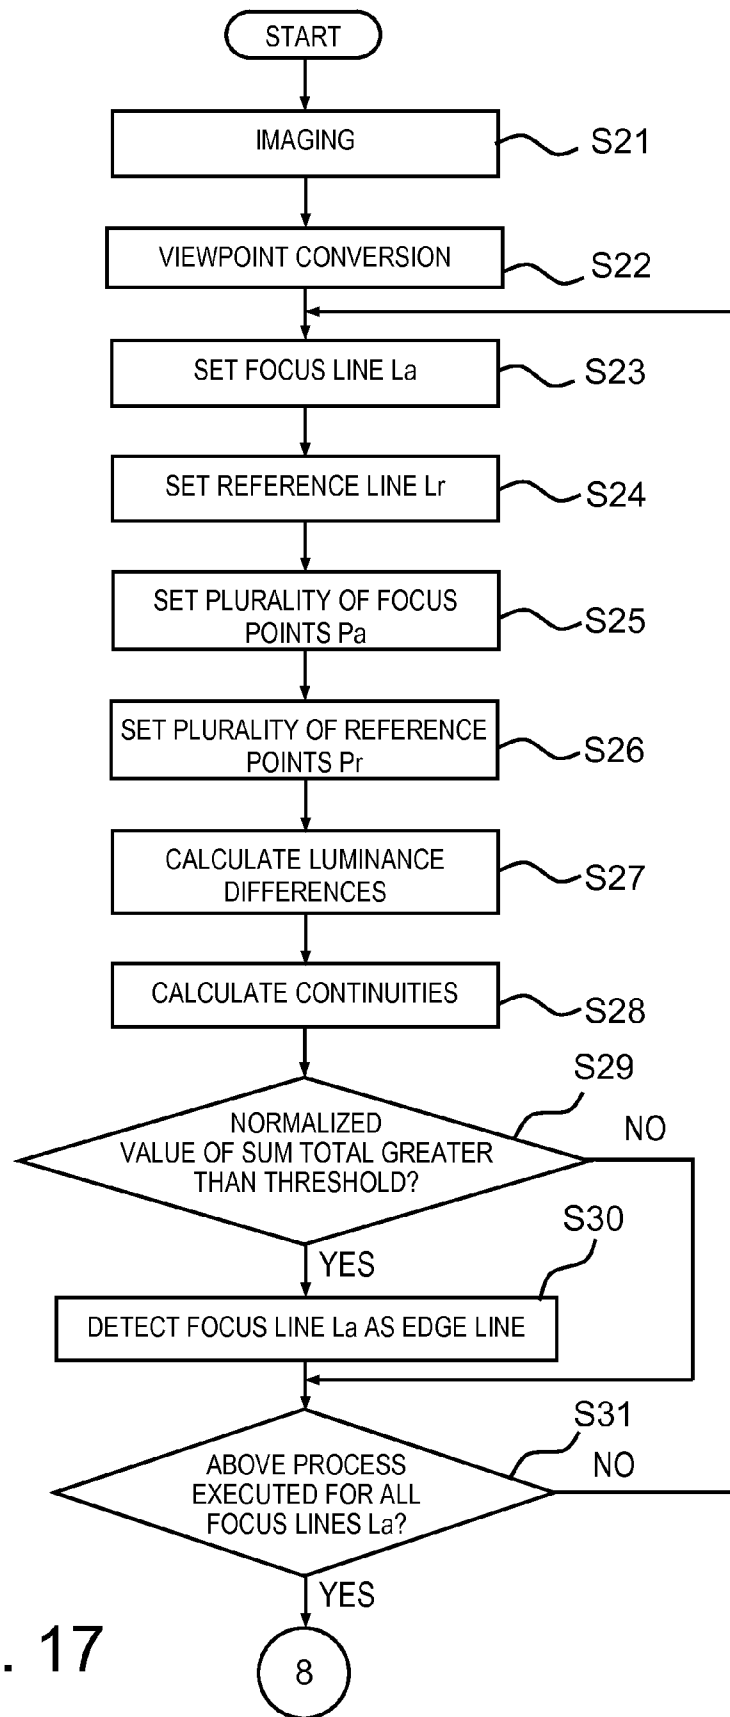 START
IMAGING
S21
VIEWPOINT CONVERSION
S22
SET FOCUS LINE La
S23
SET REFERENCE LINE Lr
S24
SET PLURALITY OF FOCUS
POINTS Pa
S25
SET PLURALITY OF REFERENCE
POINTS Pr
S26
CALCULATE LUMINANCE
DIFFERENCES
S27
CALCULATE CONTINUITIES
S28
S29
NORMALIZED
VALUE OF SUM TOTAL GREATER
THAN THRESHOLD?
NO
YES
S30
DETECT FOCUS LINE La AS EDGE LINE
S31
ABOVE PROCESS
EXECUTED FOR ALL
FOCUS LINES La?
NO
YES
8
. 17